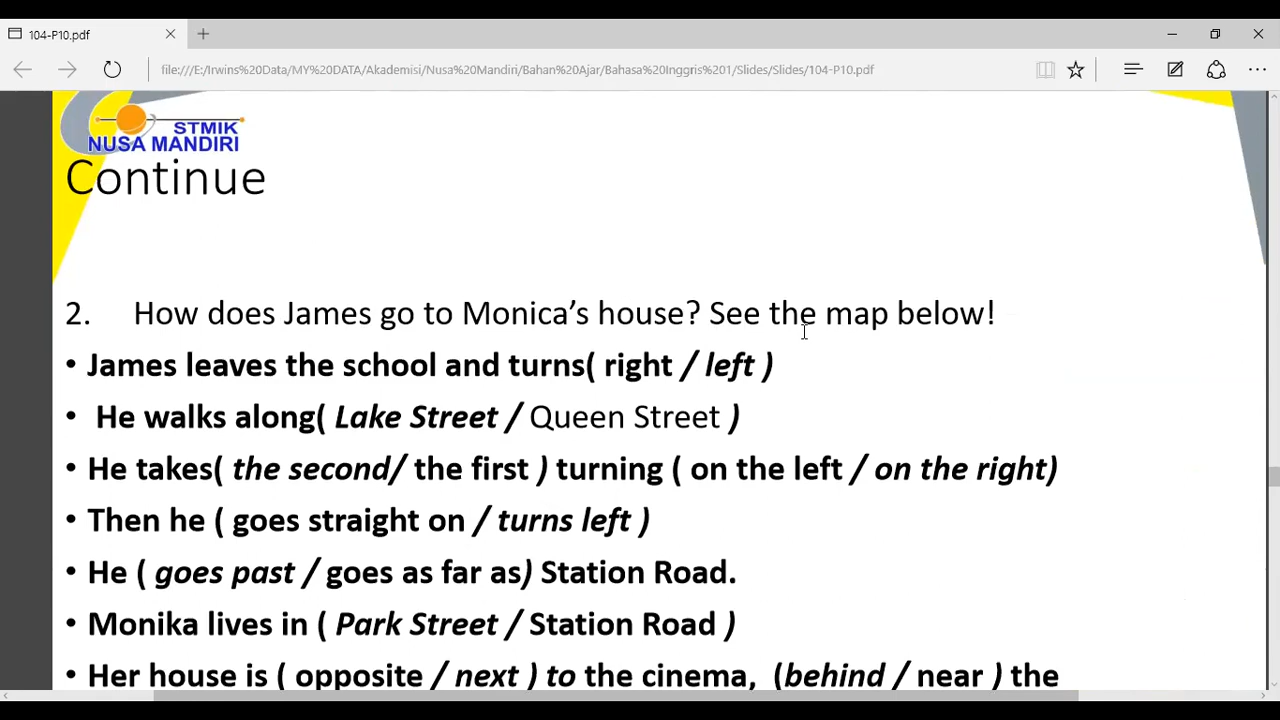 104-P10.pdf
file:///E:/Irwins%20Data/MY%20DATA/Akademisi/Nusa%20Mandiri/Bahan%20Ajar/Bahasa%20Inggris%201/Slides/Slides/104-P10.pdf
STMIK
NUSA MANDIRI
Continue
2. How does James go to Monica’s house? See the map below!
• James leaves the school and turns( right / left )
• He walks along( Lake Street / Queen Street )
• He takes( the second/ the first ) turning ( on the left / on the right)
• Then he ( goes straight on / turns left )
• He ( goes past / goes as far as) Station Road.
• Monika lives in ( Park Street / Station Road )
• Her house is ( opposite / next ) to the cinema, (behind / near ) the